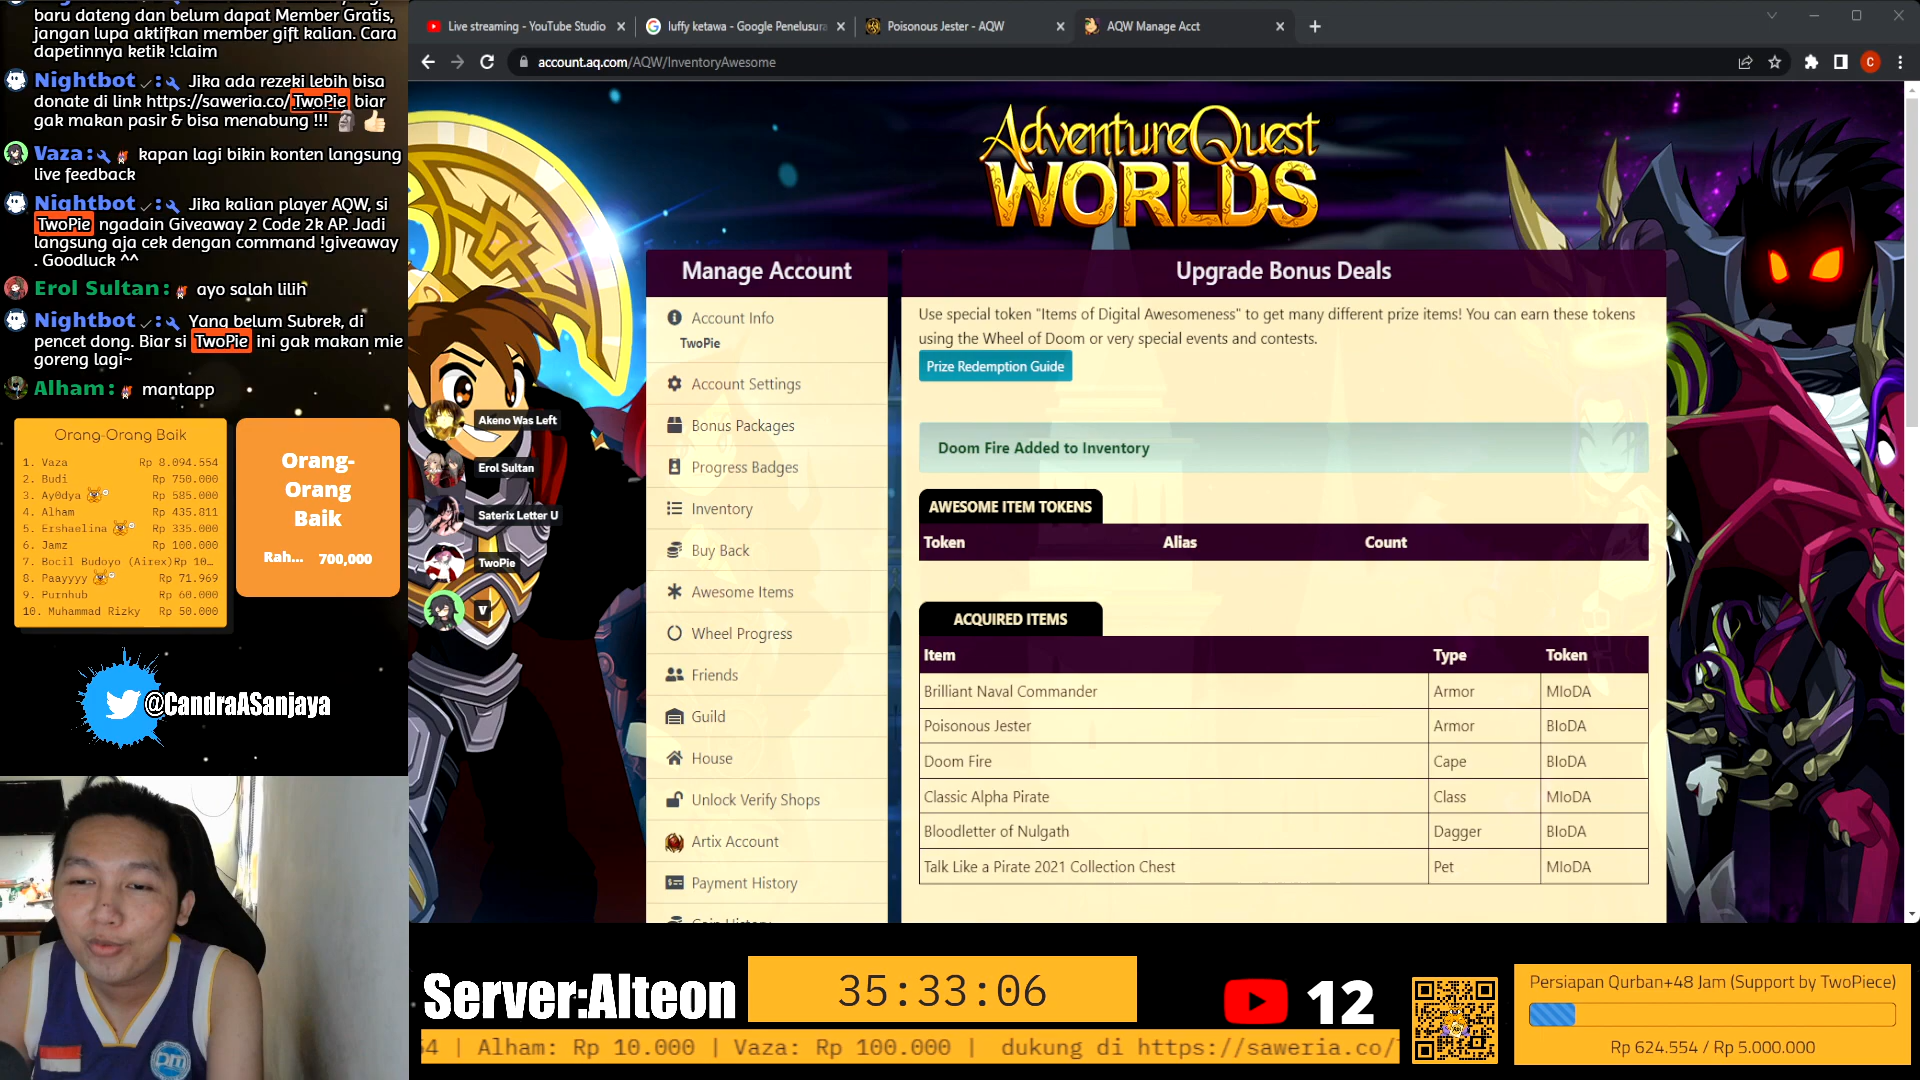 baru dateng dan belum dapat Member Gratis,
jangan lupa aktifkan member gift kalian. Cara
dapetinnya ketik !claim
Nightbot : Jika ada rezeki lebih bisa
donate di link https://saweria.co/TwoPie biar
gak makan pasir & bisa menabung !!!
Vaza: kapan lagi bikin konten langsung
live feedback
Nightbot : Jika kalian player AQW, si
TwoPie ngadain Giveaway 2 Code 2k AP. Jadi
langsung aja cek dengan command !giveaway
. Goodluck ^^
Erol Sultan: ayo salah lilih
Nightbot : Yang belum Subrek, di
pencet dong. Biar si TwoPie ini gak makan mie
goreng lagi~
Alham: mantapp
Orang-Orang Baik
1. Vaza Rp 8.094.554
2. Budi Rp 750.000
3. Ay0dya Rp 585.000
4. Alham Rp 435.811
5. Ershaelina Rp 335.000
6. Jamz Rp 100.000
7. Bocil Budoyo (Airex)Rp 10...
8. Paayyyy Rp 71.969
9. Purnhub Rp 60.000
10. Muhammad Rizky Rp 50.000
Orang-
Orang
Baik
Rah... 700,000
@CandraASanjaya
Live streaming - YouTube Studio
luffy ketawa - Google Penelusura
Poisonous Jester - AQW
AQW Manage Acct
account.aq.com/AQW/InventoryAwesome
C
AdventureQuest
WORLDS
Akeno Was Left
Erol Sultan
Saterix Letter U
TwoPie
V
Manage Account
Account Info
TwoPie
Account Settings
Bonus Packages
Progress Badges
Inventory
Buy Back
Awesome Items
Wheel Progress
Friends
Guild
House
Unlock Verify Shops
Artix Account
Payment History
Coin History
Upgrade Bonus Deals
Use special token "Items of Digital Awesomeness" to get many different prize items! You can earn these tokens
using the Wheel of Doom or very special events and contests.
Prize Redemption Guide
Doom Fire Added to Inventory
AWESOME ITEM TOKENS
Token Alias Count
ACQUIRED ITEMS
Item Type Token
Brilliant Naval Commander Armor MIoDA
Poisonous Jester Armor BIoDA
Doom Fire Cape BIoDA
Classic Alpha Pirate Class MIoDA
Bloodletter of Nulgath Dagger BIoDA
Talk Like a Pirate 2021 Collection Chest Pet MIoDA
Server:Alteon
35:33:06
12
54 | Alham: Rp 10.000 | Vaza: Rp 100.000 | dukung di https://saweria.co/
Persiapan Qurban+48 Jam (Support by TwoPiece)
Rp 624.554 / Rp 5.000.000